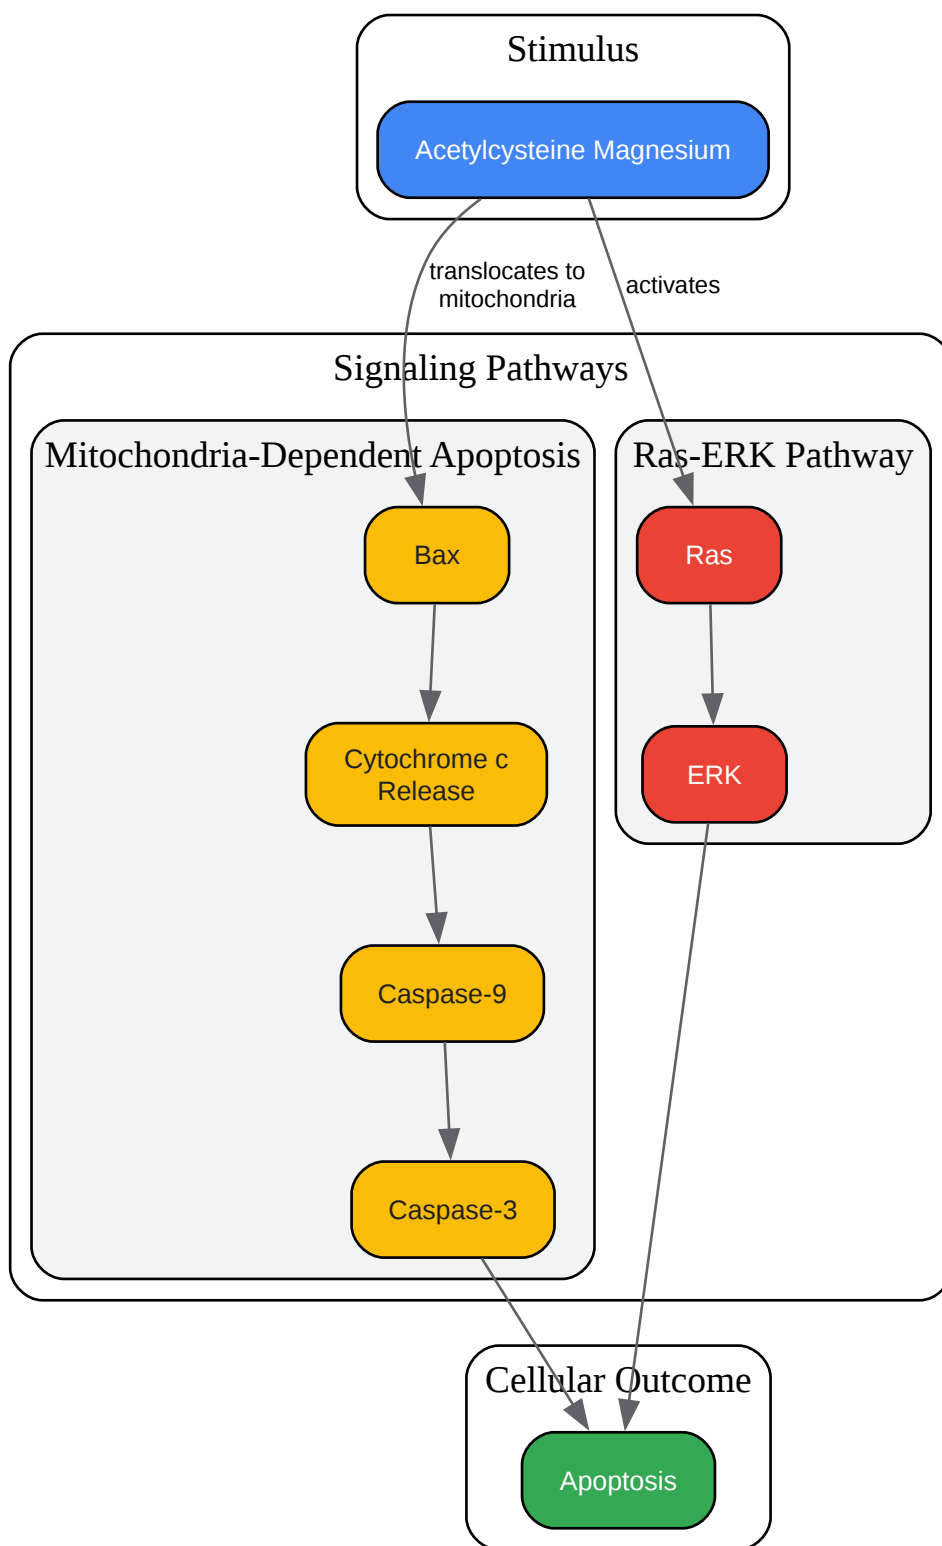 Stimulus
Acetylcysteine Magnesium
translocates to
mitochondria
activates
Signaling Pathways
Mitochondria-Dependent Apoptosis
Ras-ERK Pathway
Bax
Ras
Cytochrome c
Release
ERK
Caspase-9
Caspase-3
Cellular Outcome
Apoptosis